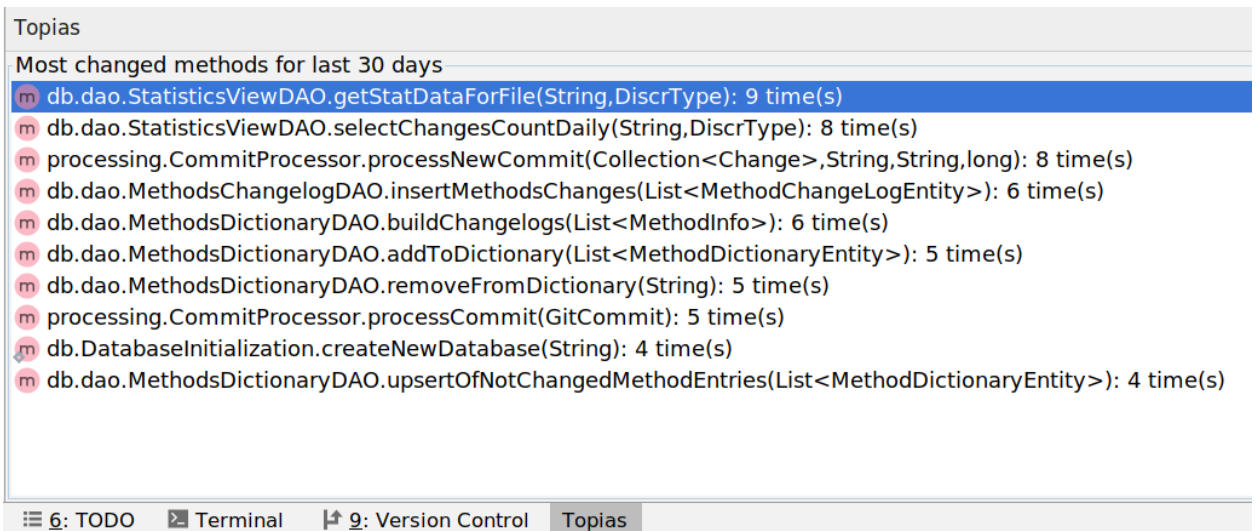 Topias
Most changed methods for last 30 days
m db.dao.StatisticsViewDAO.getStatDataForFile(String,DiscrType): 9 time(s)
m db.dao.StatisticsViewDAO.selectChangesCountDaily(String,DiscrType): 8 time(s)
m processing.CommitProcessor.processNewCommit(Collection<Change>,String,String,long): 8 time(s)
m db.dao.MethodsChangelogDAO.insertMethodsChanges(List<MethodChangeLogEntity>): 6 time(s)
m db.dao.MethodsDictionaryDAO.buildChangelogs(List<MethodInfo>): 6 time(s)
m db.dao.MethodsDictionaryDAO.addToDictionary(List<MethodDictionaryEntity>): 5 time(s)
m db.dao.MethodsDictionaryDAO.removeFromDictionary(String): 5 time(s)
m processing.CommitProcessor.processCommit(GitCommit): 5 time(s)
m db.DatabaseInitialization.createNewDatabase(String): 4 time(s)
m db.dao.MethodsDictionaryDAO.upsertOfNotChangedMethodEntries(List<MethodDictionaryEntity>): 4 time(s)
6: TODO Terminal 9: Version Control Topias